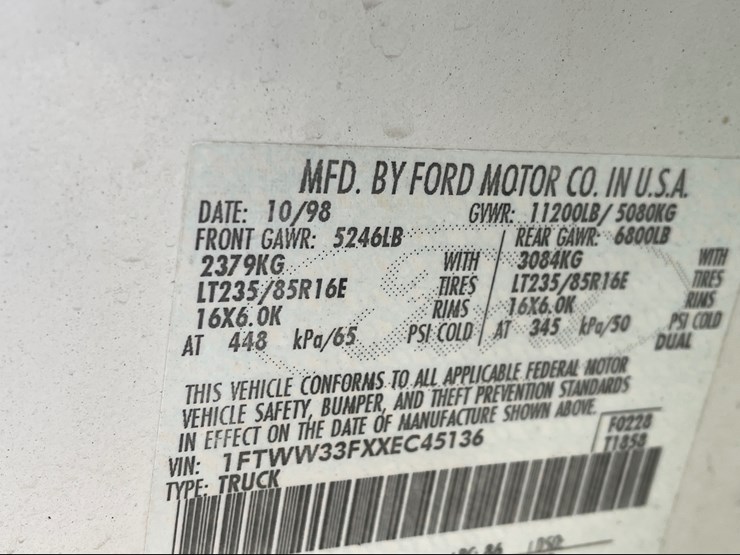 MFD. BY FORD MOTOR CO. IN U.S.A.
DATE: 10/98 GVWR: 11200LB/ 5080KG
FRONT GAWR: 5246LB REAR GAWR: 6800LB
2379KG WITH 3084KG WITH
LT235/85R16E TIRES LT235/85R16E TIRES
16X6.0K RIMS 16X6.0K RIMS
AT 448 kPa/65 PSI COLD AT 345 kPa/50 PSI COLD
DUAL
THIS VEHICLE CONFORMS TO ALL APPLICABLE FEDERAL MOTOR
VEHICLE SAFETY, BUMPER, AND THEFT PREVENTION STANDARDS
IN EFFECT ON THE DATE OF MANUFACTURE SHOWN ABOVE.
VIN: 1FTWW33FXXEC45136 F0228
TYPE: TRUCK T1858